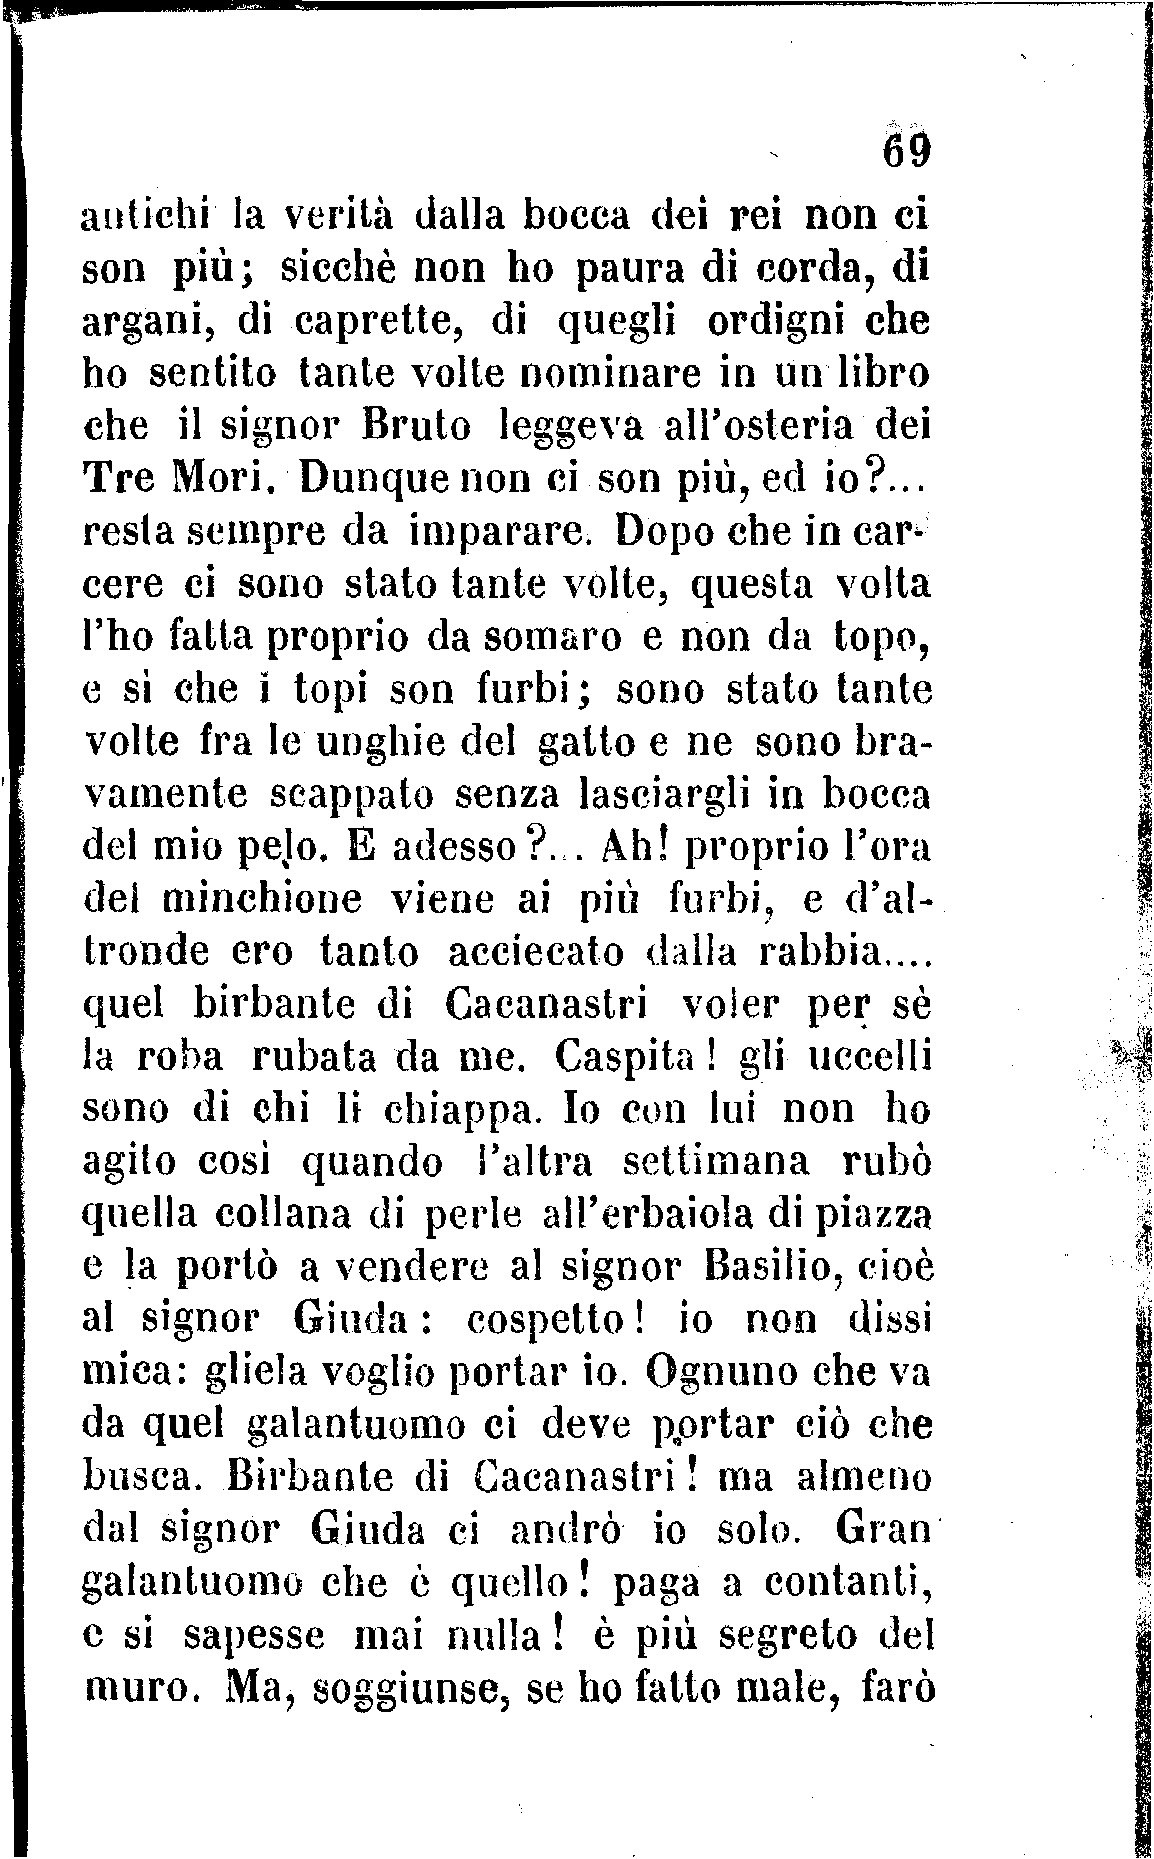 69
antichi la verità dalla bocca dei rei non ci
son più; sicchè non ho paura di corda, di
argani, di caprette, di quegli ordigni che
ho sentito tante volte nominare in un libro
che il signor Bruto leggeva all'osteria dei
Tre Mori. Dunque non ci son più, ed io?...
resta sempre da imparare. Dopo che in car-
cere ci sono stato tante volte, questa volta
l'ho fatta proprio da somaro e non da topo,
e sì che i topi son furbi; sono stato tante
volte fra le unghie del gatto e ne sono bra-
vamente scappato senza lasciargli in bocca
del mio pelo. E adesso?... Ah! proprio l'ora
del minchione viene ai più furbi, e d'al-
tronde ero tanto acciecato dalla rabbia....
quel birbante di Cacanastri voler per sè
la roba rubata da me. Caspita! gli uccelli
sono di chi li chiappa. Io con lui non ho
agito così quando l'altra settimana rubò
quella collana di perle all'erbaiola di piazza
e la portò a vendere al signor Basilio, cioè
al signor Giuda: cospetto! io non dissi
mica: gliela voglio portar io. Ognuno che va
da quel galantuomo ci deve portar ciò che
busca. Birbante di Cacanastri! ma almeno
dal signor Giuda ci andrò io solo. Gran
galantuomo che è quello! paga a contanti,
e si sapesse mai nulla! è più segreto del
muro. Ma, soggiunse, se ho fatto male, farò